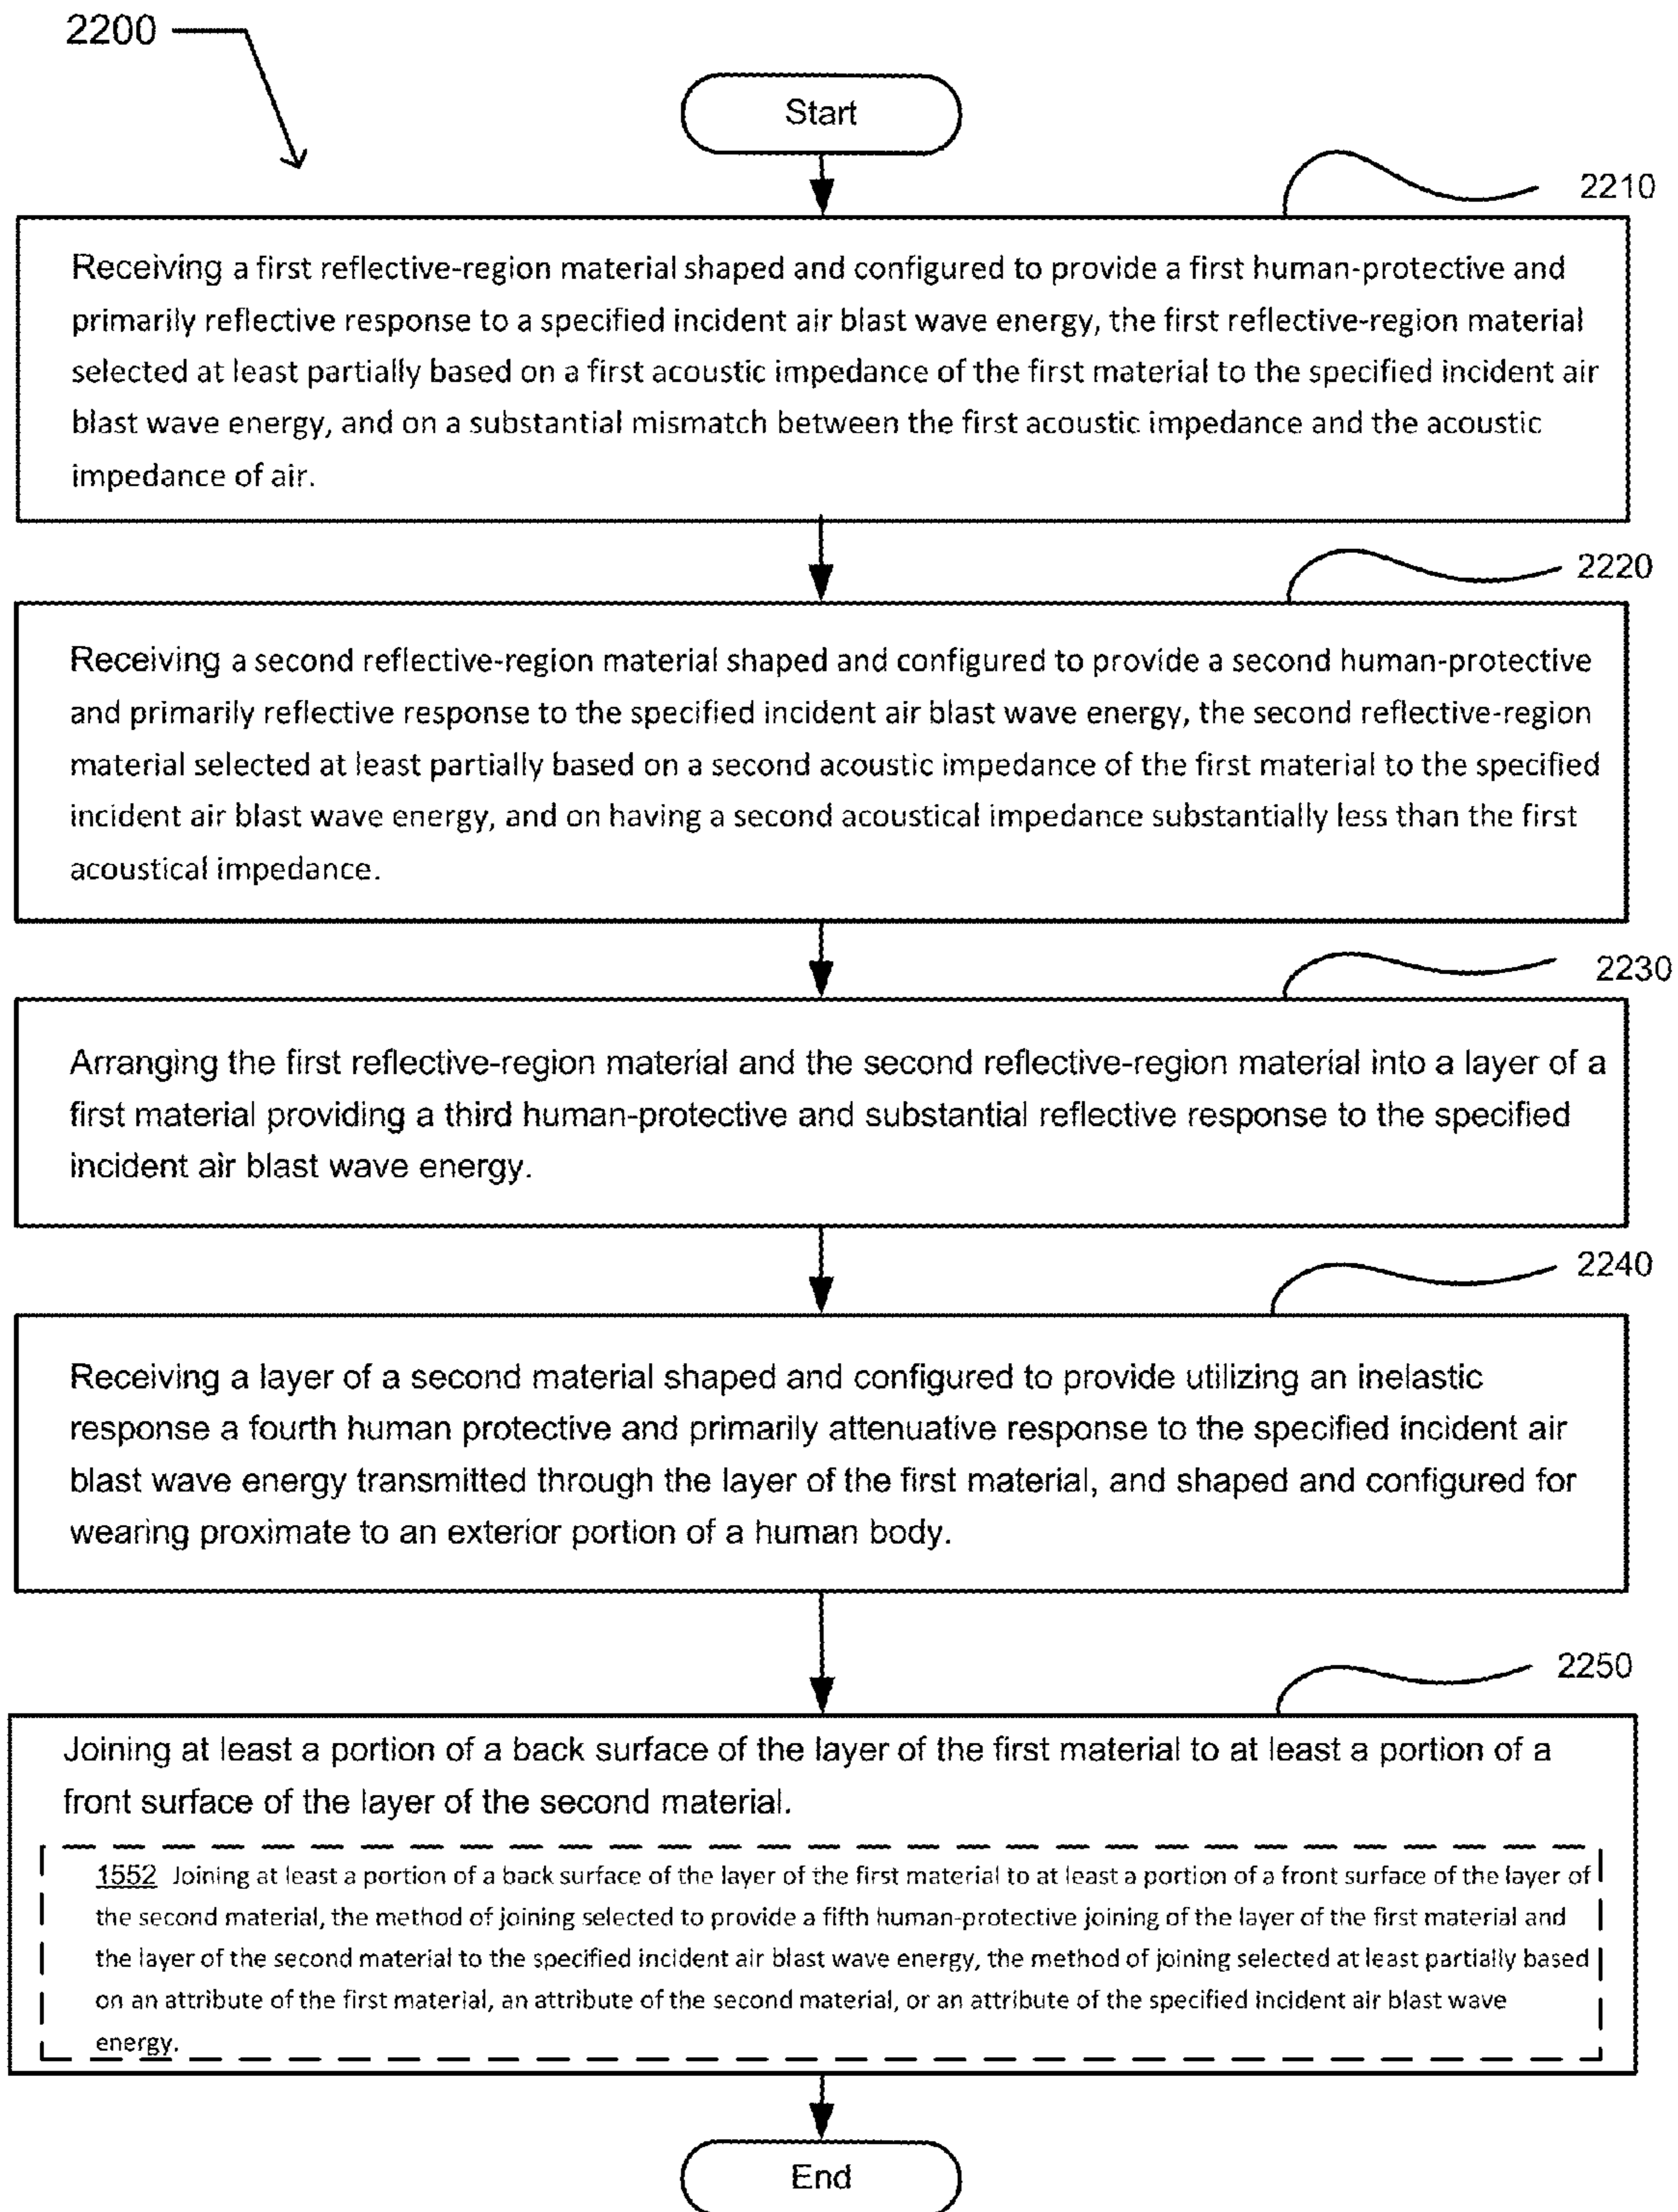 2200
Start
2210
Receiving a first reflective-region material shaped and configured to provide a first human-protective and
primarily reflective response to a specified incident air blast wave energy, the first reflective-region material
selected at least partially based on a first acoustic impedance of the first material to the specified incident air
blast wave energy, and on a substantial mismatch between the first acoustic impedance and the acoustic
impedance of air.
2220
Receiving a second reflective-region material shaped and configured to provide a second human-protective
and primarily reflective response to the specified incident air blast wave energy, the second reflective-region
material selected at least partially based on a second acoustic impedance of the first material to the specified
incident air blast wave energy, and on having a second acoustical impedance substantially less than the first
acoustical impedance.
2230
Arranging the first reflective-region material and the second reflective-region material into a layer of a
first material providing a third human-protective and substantial reflective response to the specified
incident air blast wave energy.
2240
Receiving a layer of a second material shaped and configured to provide utilizing an inelastic
response a fourth human protective and primarily attenuative response to the specified incident air
blast wave energy transmitted through the layer of the first material, and shaped and configured for
wearing proximate to an exterior portion of a human body.
2250
Joining at least a portion of a back surface of the layer of the first material to at least a portion of a
front surface of the layer of the second material.
1552 Joining at least a portion of a back surface of the layer of the first material to at least a portion of a front surface of the layer of
the second material, the method of joining selected to provide a fifth human-protective joining of the layer of the first material and
the layer of the second material to the specified incident air blast wave energy, the method of joining selected at least partially based
on an attribute of the first material, an attribute of the second material, or an attribute of the specified incident air blast wave
energy.
End